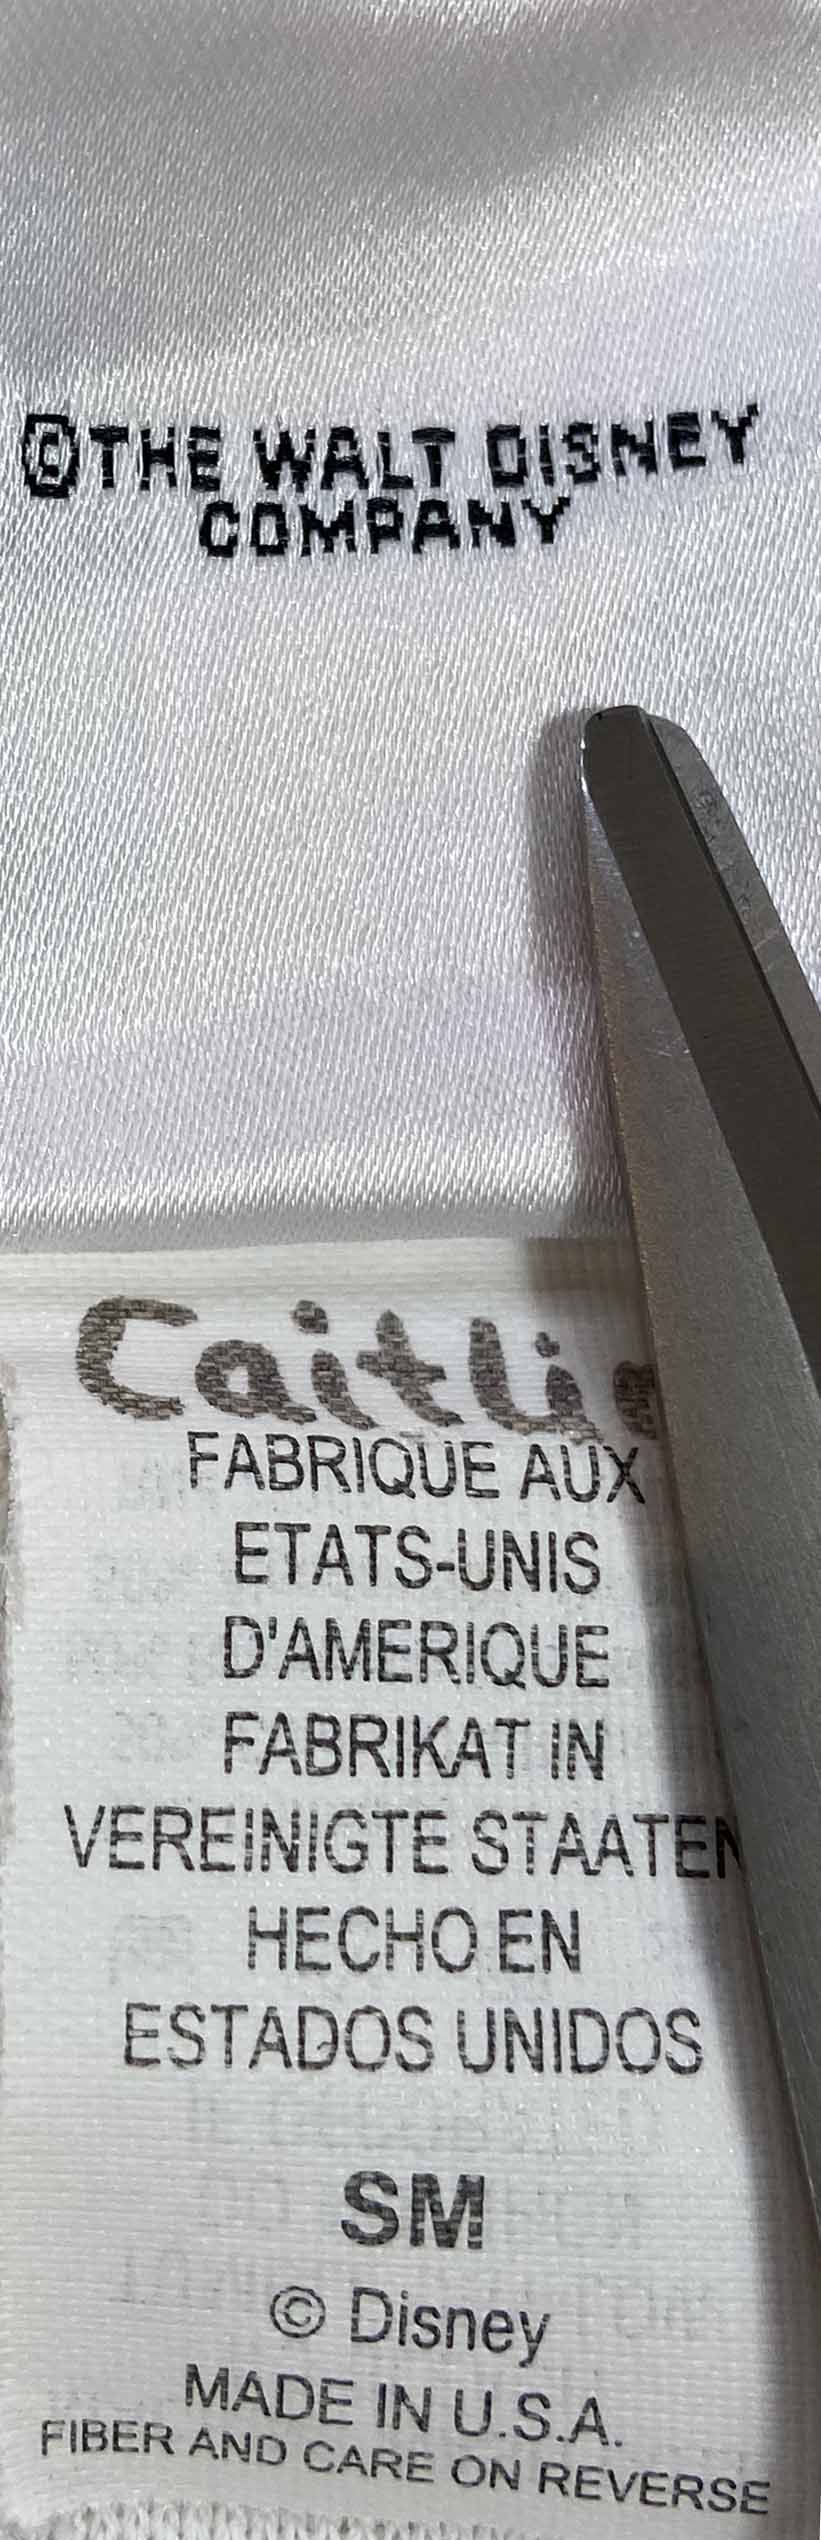 ©THE WALT DISNEY
COMPANY
FABRIQUE AUX
ETATS-UNIS
D'AMERIQUE
FABRIKAT IN
VEREINIGTE STAATEN
HECHO EN
ESTADOS UNIDOS
SM
© Disney
MADE IN U.S.A.
FIBER AND CARE ON REVERSE